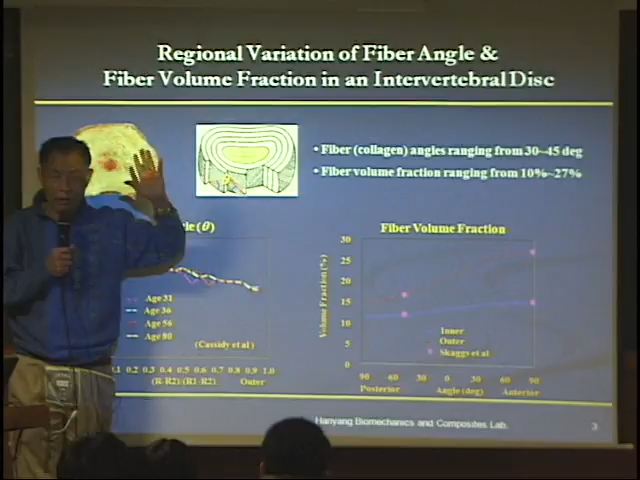 Regional Variation of Fiber Angle &
Fiber Volume Fraction in an Intervertebral Disc
• Fiber (collagen) angles ranging from 30~45 deg
• Fiber volume fraction ranging from 10%~27%
(θ)
Age 31
Age 36
Age 56
Age 80
(Cassidy et al)
.1 0.2 0.3 0.4 0.5 0.6 0.7 0.8 0.9 1.0
(R-R2)/(R1-R2) Outer
Fiber Volume Fraction
Volume Fraction (%)
30
25
20
15
10
5
0
Inner
Outer
Skaggs et al
90 60 30 0 30 60 90
Posterior Angle (deg) Anterior
Hanyang Biomechanics and Composites Lab. 3